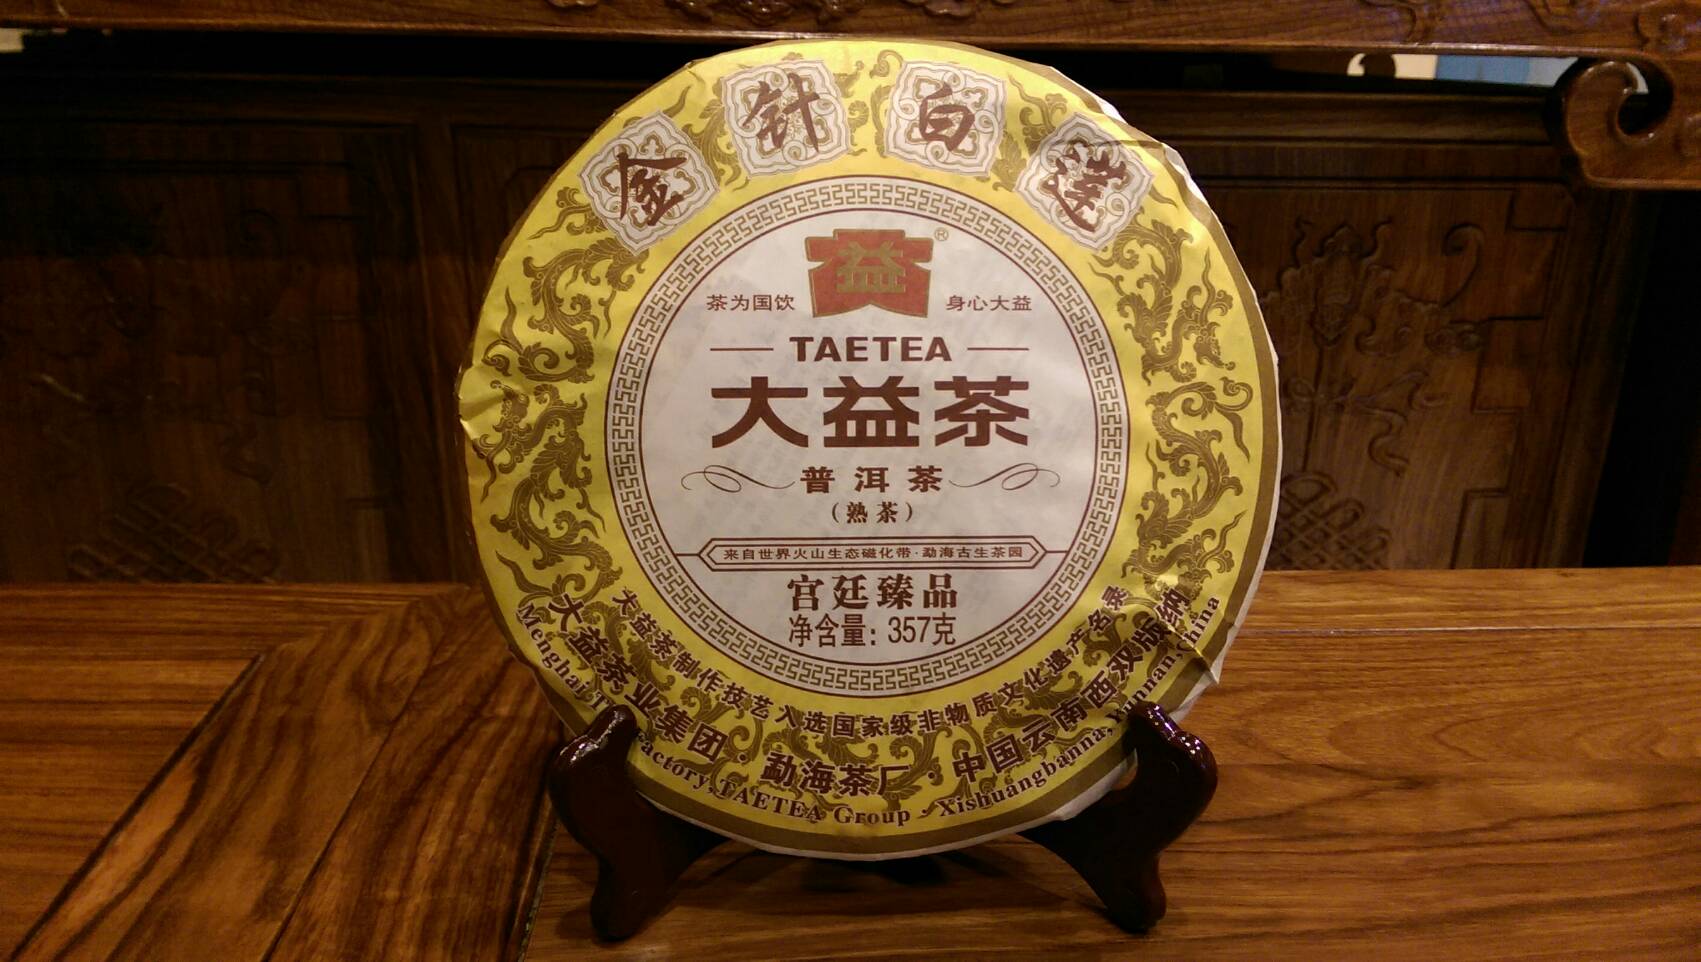 金针白莲
益®
茶为国饮 身心大益
TAETEA
大益茶
普洱茶
(熟茶)
来自世界火山生态磁化带·勐海古生茶园
宫廷臻品
净含量: 357克
大益茶制作技艺入选国家级非物质文化遗产名录
大益茶业集团 勐海茶厂·中国云南西双版纳
Menghai Factory,TAETEA Group · Xishuangbanna,Yunnan,China